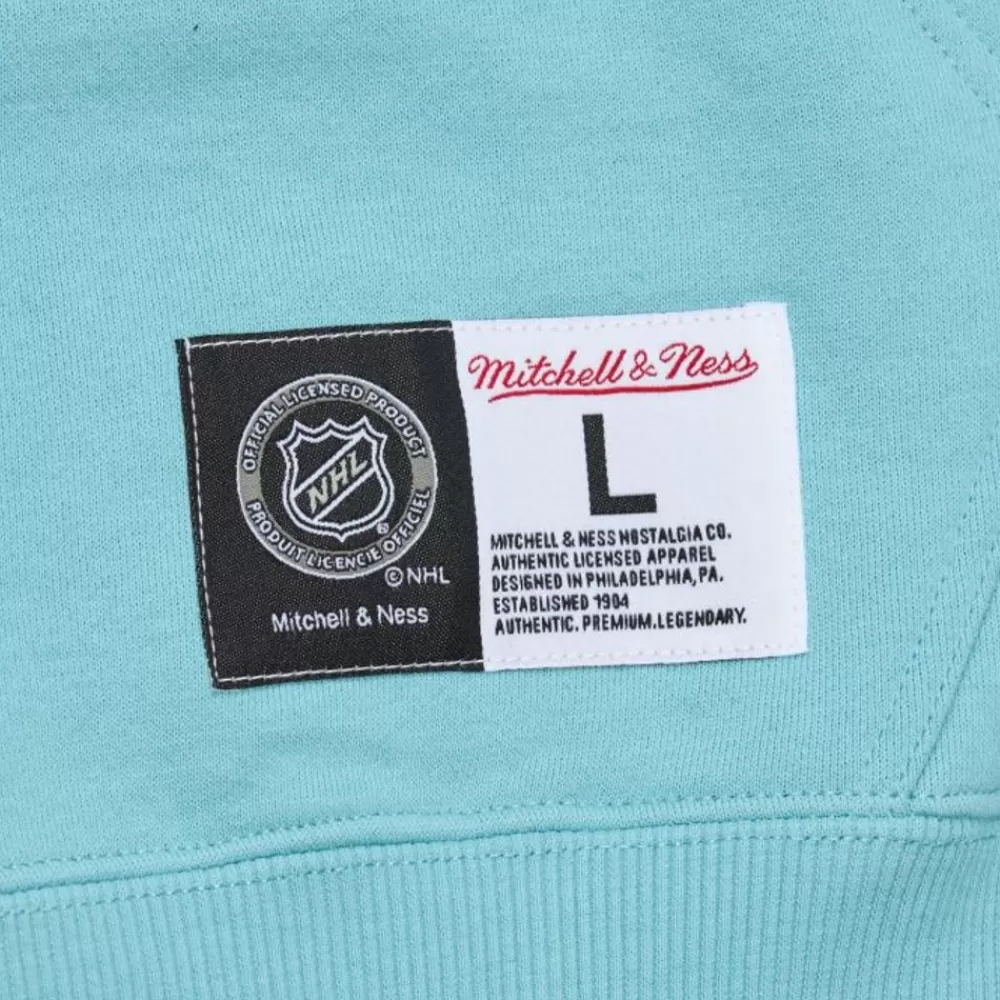 OFFICIAL LICENSED PRODUCT
NHL
®
PRODUIT LICENCIE OFFICIEL
©NHL
Mitchell & Ness
Mitchell & Ness
L
MITCHELL & NESS NOSTALGIA CO.
AUTHENTIC LICENSED APPAREL
DESIGNED IN PHILADELPHIA, PA.
ESTABLISHED 1904
AUTHENTIC. PREMIUM. LEGENDARY.